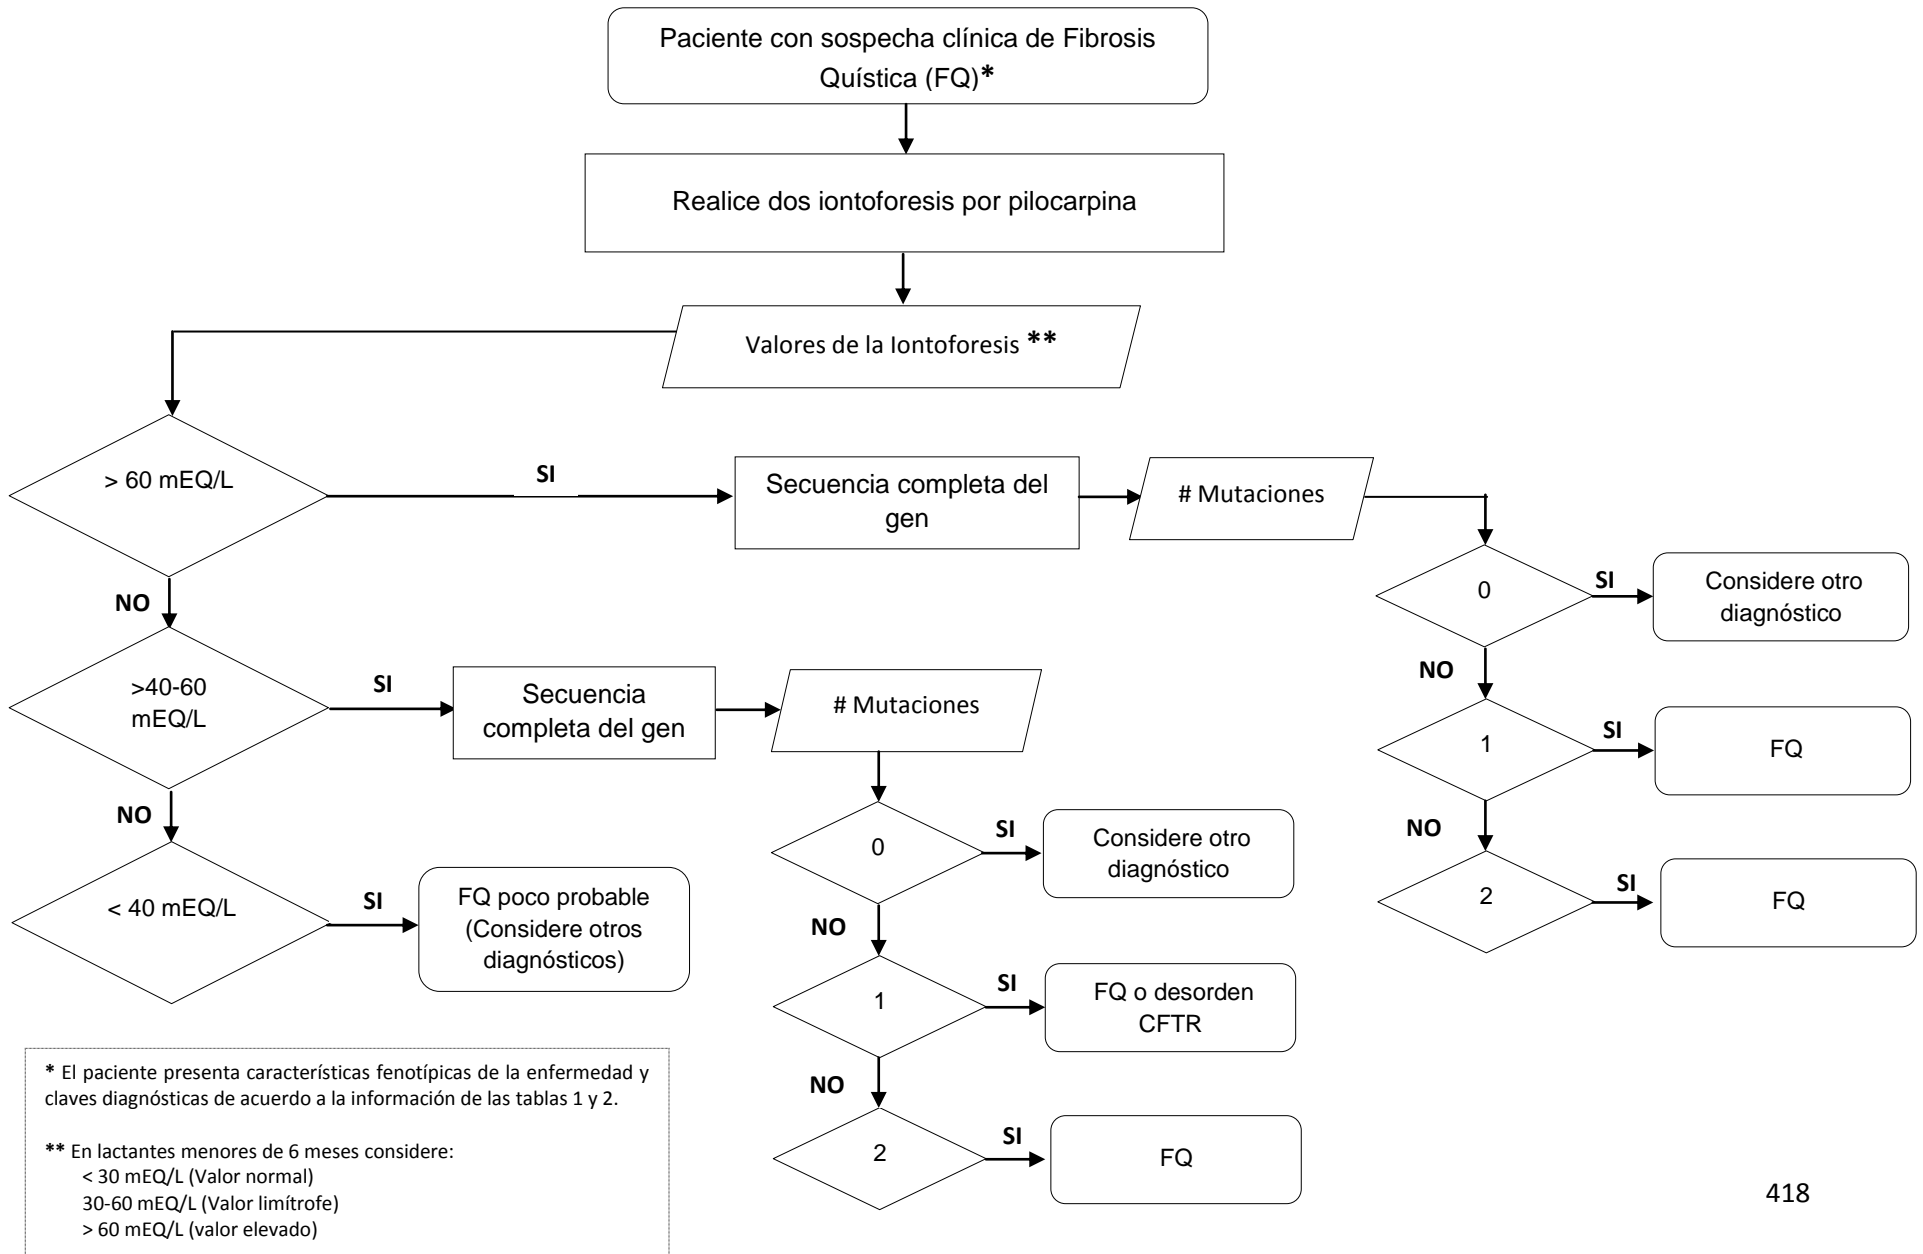 Paciente con sospecha clínica de Fibrosis
Quística (FQ)*
Realice dos iontoforesis por pilocarpina
Valores de la Iontoforesis **
> 60 mEQ/L
SI
Secuencia completa del
gen
# Mutaciones
0
SI
Considere otro
diagnóstico
NO
1
SI
FQ
NO
2
SI
FQ
NO
>40-60
mEQ/L
SI
Secuencia
completa del gen
# Mutaciones
0
SI
Considere otro
diagnóstico
NO
1
SI
FQ o desorden
CFTR
NO
2
SI
FQ
NO
< 40 mEQ/L
SI
FQ poco probable
(Considere otros
diagnósticos)
* El paciente presenta características fenotípicas de la enfermedad y
claves diagnósticas de acuerdo a la información de las tablas 1 y 2.
** En lactantes menores de 6 meses considere:
< 30 mEQ/L (Valor normal)
30-60 mEQ/L (Valor limítrofe)
> 60 mEQ/L (valor elevado)
418